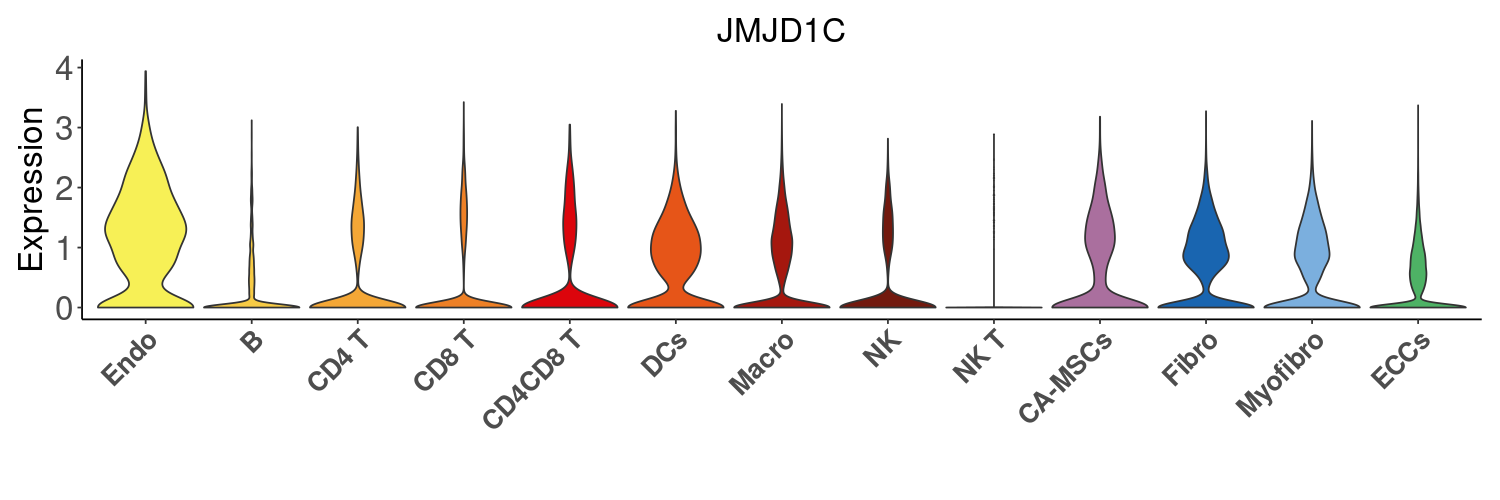 JMJD1C
Expression
4
3
2
1
0
Endo
B
CD4 T
CD8 T
CD4CD8 T
DCs
Macro
NK
NK T
CA-MSCs
Fibro
Myofibro
ECCs